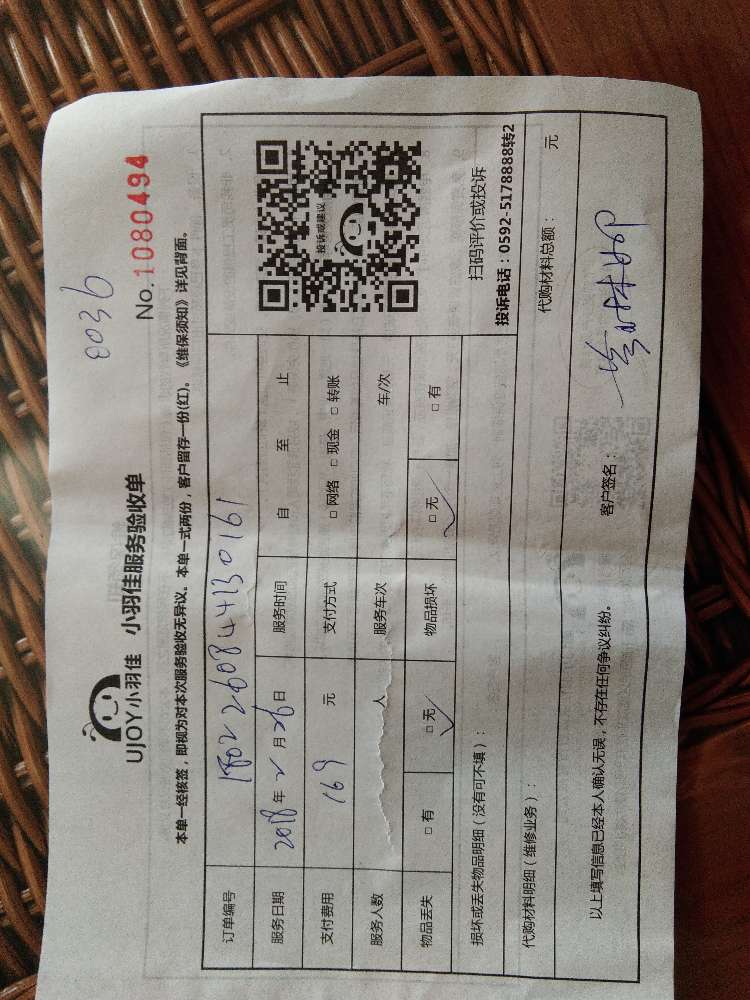 8036
UJOY小羽佳 小羽佳服务验收单
No.1080494
本单一经核签，即视为对本次服务验收无异议。本单一式两份，客户留存一份(红)。《维保须知》详见背面。
订单编号 1802260844130161
服务日期 2018年2月26日 服务时间 自 至 止
支付费用 169 元 支付方式 □ 网络 □ 现金 □ 转账
服务人数 人 服务车次 车/次
物品丢失 □ 有 □ 无 物品损坏 □ 无 □ 有
投诉或建议
扫码评价或投诉
投诉电话：0592-5178888转2
损坏或丢失物品明细（没有可不填）：
代购材料明细（维修业务）： 代购材料总额： 元
以上填写信息已经本人确认无误，不存在任何争议纠纷。 客户签名：